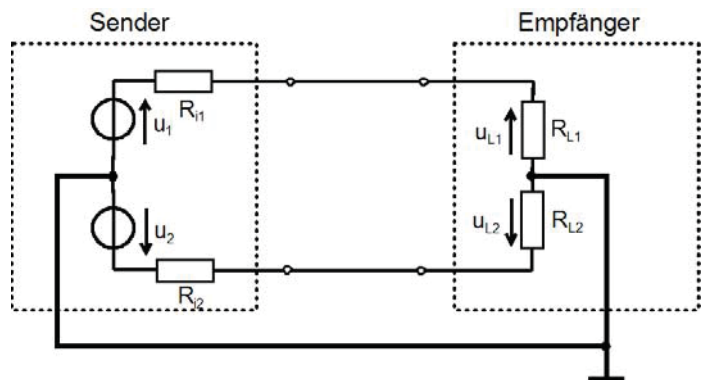 Sender
Empfänger
Ri1
u1
uL1
RL1
u2
Ri2
uL2
RL2